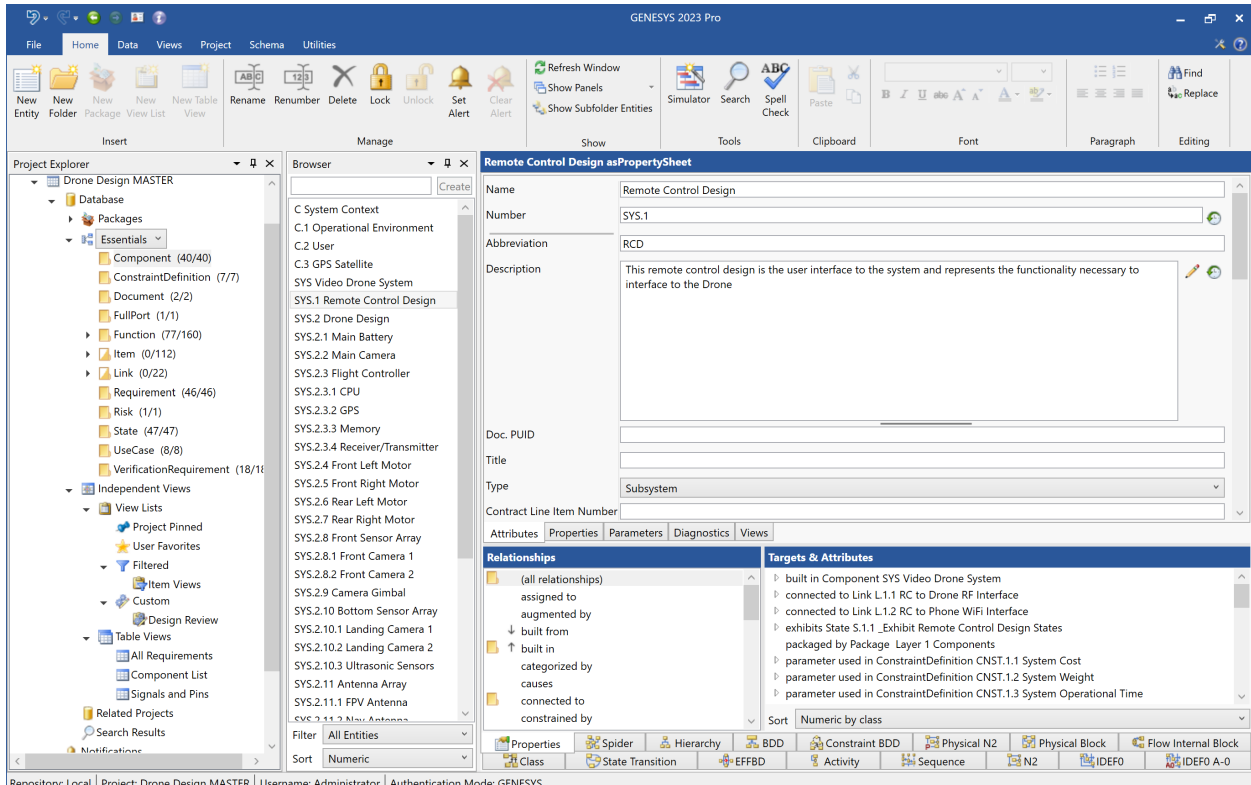 GENESYS 2023 Pro
File Home Data Views Project Schema Utilities
New Entity
New Folder
New Package
New View List
New Table View
Insert
ABC
Rename
123
Renumber
Delete
Lock
Unlock
Set Alert
Clear Alert
Manage
Refresh Window
Show Panels
Show Subfolder Entities
Show
Simulator
Search
ABC
Spell Check
Tools
Paste
Clipboard
B I U abc A A A
Font
Paragraph
Find
Replace
Editing
Project Explorer
Drone Design MASTER
Database
Packages
Essentials
Component (40/40)
ConstraintDefinition (7/7)
Document (2/2)
FullPort (1/1)
Function (77/160)
Item (0/112)
Link (0/22)
Requirement (46/46)
Risk (1/1)
State (47/47)
UseCase (8/8)
VerificationRequirement (18/18
Independent Views
View Lists
Project Pinned
User Favorites
Filtered
Item Views
Custom
Design Review
Table Views
All Requirements
Component List
Signals and Pins
Related Projects
Search Results
Notifications
Browser
Create
C System Context
C.1 Operational Environment
C.2 User
C.3 GPS Satellite
SYS Video Drone System
SYS.1 Remote Control Design
SYS.2 Drone Design
SYS.2.1 Main Battery
SYS.2.2 Main Camera
SYS.2.3 Flight Controller
SYS.2.3.1 CPU
SYS.2.3.2 GPS
SYS.2.3.3 Memory
SYS.2.3.4 Receiver/Transmitter
SYS.2.4 Front Left Motor
SYS.2.5 Front Right Motor
SYS.2.6 Rear Left Motor
SYS.2.7 Rear Right Motor
SYS.2.8 Front Sensor Array
SYS.2.8.1 Front Camera 1
SYS.2.8.2 Front Camera 2
SYS.2.9 Camera Gimbal
SYS.2.10 Bottom Sensor Array
SYS.2.10.1 Landing Camera 1
SYS.2.10.2 Landing Camera 2
SYS.2.10.3 Ultrasonic Sensors
SYS.2.11 Antenna Array
SYS.2.11.1 FPV Antenna
SYS.2.11.2 Nav Antenna
Filter All Entities
Sort Numeric
Remote Control Design asPropertySheet
Name Remote Control Design
Number SYS.1
Abbreviation RCD
Description This remote control design is the user interface to the system and represents the functionality necessary to
interface to the Drone
Doc. PUID
Title
Type Subsystem
Contract Line Item Number
Attributes Properties Parameters Diagnostics Views
Relationships
(all relationships)
assigned to
augmented by
built from
built in
categorized by
causes
connected to
constrained by
Targets & Attributes
built in Component SYS Video Drone System
connected to Link L.1.1 RC to Drone RF Interface
connected to Link L.1.2 RC to Phone WiFi Interface
exhibits State S.1.1 _Exhibit Remote Control Design States
packaged by Package Layer 1 Components
parameter used in ConstraintDefinition CNST.1.1 System Cost
parameter used in ConstraintDefinition CNST.1.2 System Weight
parameter used in ConstraintDefinition CNST.1.3 System Operational Time
Sort Numeric by class
Properties Spider Hierarchy BDD Constraint BDD Physical N2 Physical Block Flow Internal Block
Class State Transition EFFBD Activity Sequence N2 IDEF0 IDEF0 A-0
Repository: Local Project: Drone Design MASTER Username: Administrator Authentication Mode: GENESYS